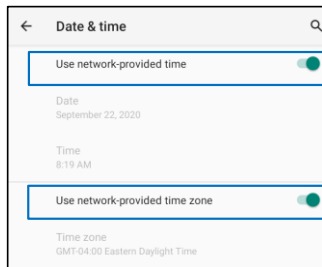 Date & time
Use network-provided time
Date
September 22, 2020
Time
8:19 AM
Use network-provided time zone
Time zone
GMT-04:00 Eastern Daylight Time